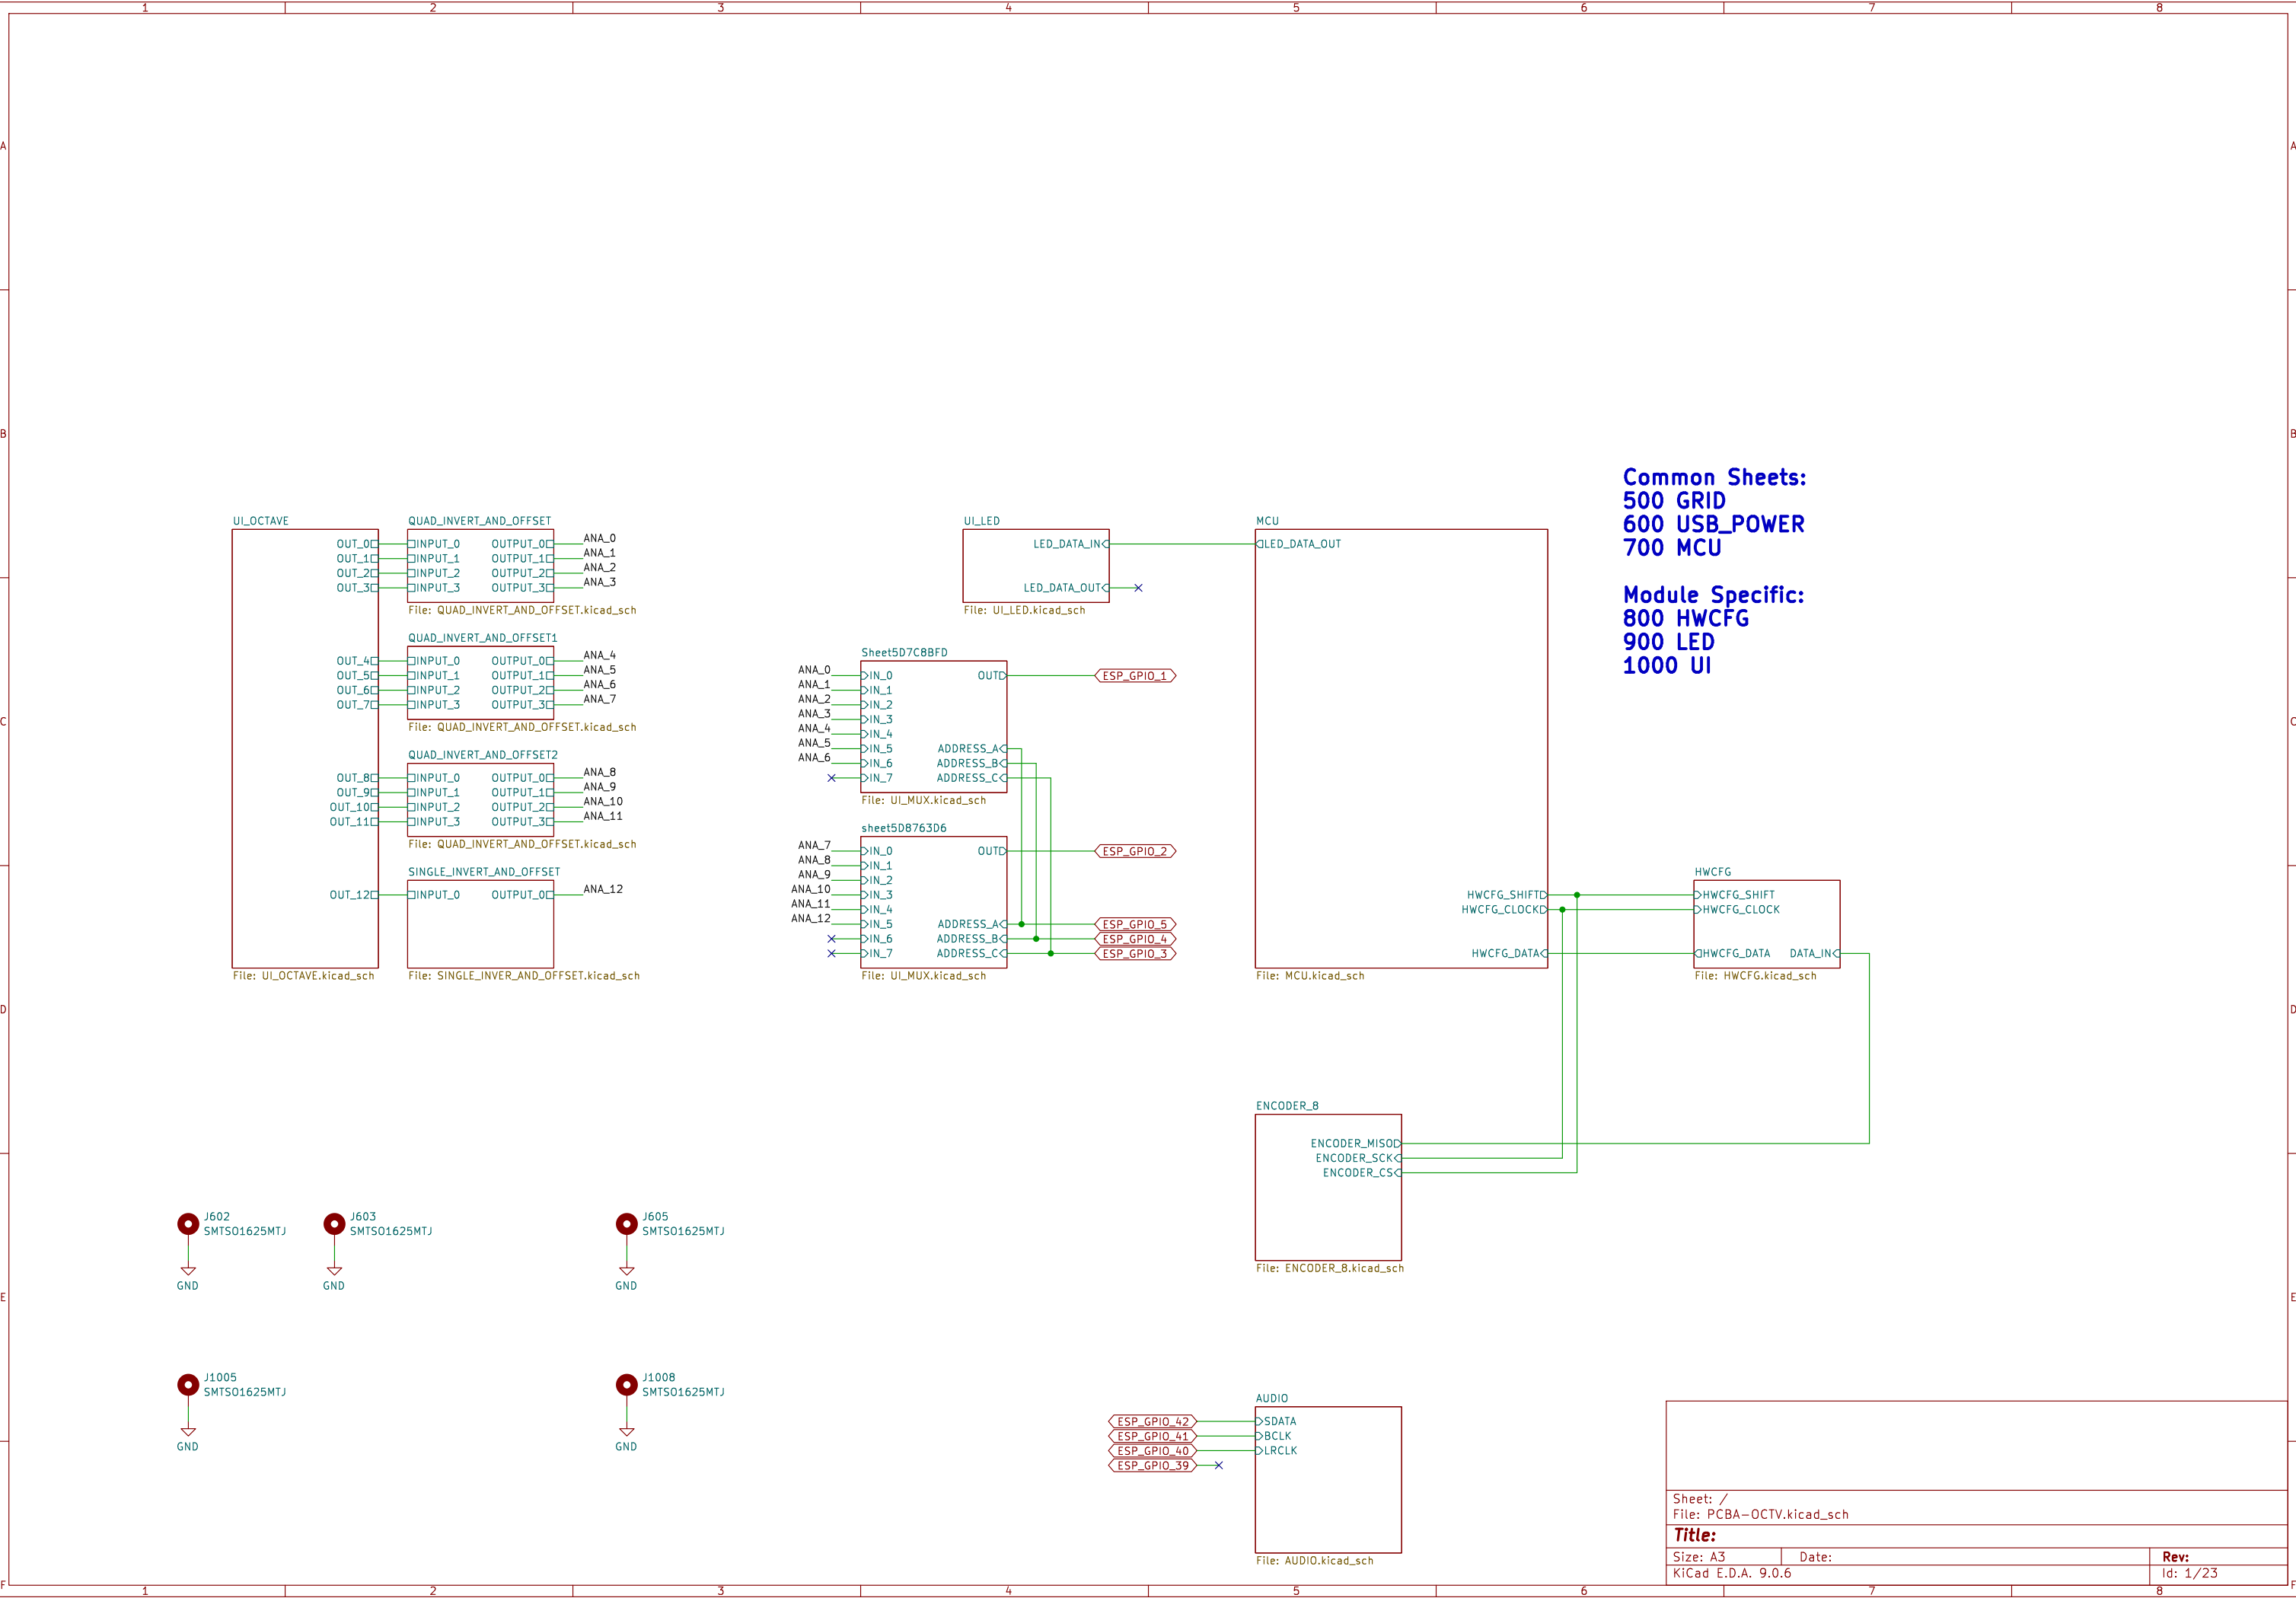 1 2 3 4 5 6 7 8
A A
B B
Common Sheets:
500 GRID
600 USB_POWER
700 MCU
Module Specific:
800 HWCFG
900 LED
1000 UI
UI_OCTAVE
OUT_0
OUT_1
OUT_2
OUT_3
OUT_4
OUT_5
OUT_6
OUT_7
OUT_8
OUT_9
OUT_10
OUT_11
OUT_12
File: UI_OCTAVE.kicad_sch
QUAD_INVERT_AND_OFFSET
INPUT_0 OUTPUT_0 ANA_0
INPUT_1 OUTPUT_1 ANA_1
INPUT_2 OUTPUT_2 ANA_2
INPUT_3 OUTPUT_3 ANA_3
File: QUAD_INVERT_AND_OFFSET.kicad_sch
QUAD_INVERT_AND_OFFSET1
INPUT_0 OUTPUT_0 ANA_4
INPUT_1 OUTPUT_1 ANA_5
INPUT_2 OUTPUT_2 ANA_6
INPUT_3 OUTPUT_3 ANA_7
File: QUAD_INVERT_AND_OFFSET.kicad_sch
QUAD_INVERT_AND_OFFSET2
INPUT_0 OUTPUT_0 ANA_8
INPUT_1 OUTPUT_1 ANA_9
INPUT_2 OUTPUT_2 ANA_10
INPUT_3 OUTPUT_3 ANA_11
File: QUAD_INVERT_AND_OFFSET.kicad_sch
SINGLE_INVERT_AND_OFFSET
INPUT_0 OUTPUT_0 ANA_12
File: SINGLE_INVER_AND_OFFSET.kicad_sch
UI_LED
LED_DATA_IN
LED_DATA_OUT
File: UI_LED.kicad_sch
Sheet5D7C8BFD
ANA_0 IN_0 OUT ESP_GPIO_1
ANA_1 IN_1
ANA_2 IN_2
ANA_3 IN_3
ANA_4 IN_4
ANA_5 IN_5 ADDRESS_A
ANA_6 IN_6 ADDRESS_B
IN_7 ADDRESS_C
File: UI_MUX.kicad_sch
sheet5D8763D6
ANA_7 IN_0 OUT ESP_GPIO_2
ANA_8 IN_1
ANA_9 IN_2
ANA_10 IN_3
ANA_11 IN_4
ANA_12 IN_5 ADDRESS_A ESP_GPIO_5
IN_6 ADDRESS_B ESP_GPIO_4
IN_7 ADDRESS_C ESP_GPIO_3
File: UI_MUX.kicad_sch
MCU
LED_DATA_OUT
HWCFG_SHIFT
HWCFG_CLOCK
HWCFG_DATA
File: MCU.kicad_sch
HWCFG
HWCFG_SHIFT
HWCFG_CLOCK
HWCFG_DATA DATA_IN
File: HWCFG.kicad_sch
C C
D D
ENCODER_8
ENCODER_MISO
ENCODER_SCK
ENCODER_CS
File: ENCODER_8.kicad_sch
J602
SMTSO1625MTJ
GND
J603
SMTSO1625MTJ
GND
J605
SMTSO1625MTJ
GND
E E
J1005
SMTSO1625MTJ
GND
J1008
SMTSO1625MTJ
GND
AUDIO
ESP_GPIO_42 SDATA
ESP_GPIO_41 BCLK
ESP_GPIO_40 LRCLK
ESP_GPIO_39
File: AUDIO.kicad_sch
Sheet: /
File: PCBA-OCTV.kicad_sch
Title:
Size: A3 Date: Rev:
KiCad E.D.A. 9.0.6 Id: 1/23
F F
1 2 3 4 5 6 7 8